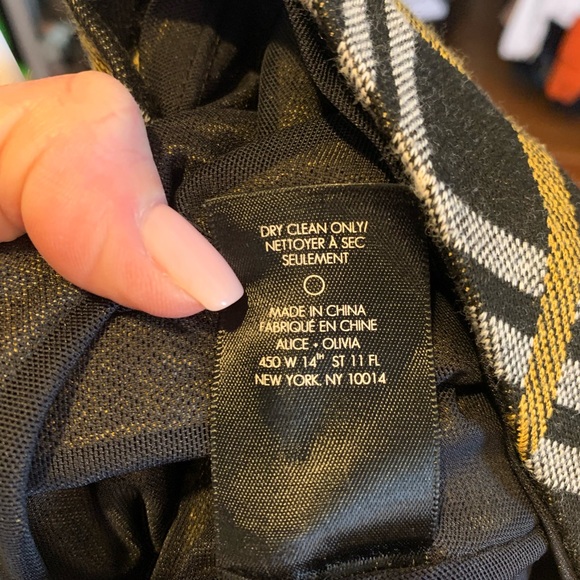 DRY CLEAN ONLY/
NETTOYER À SEC
SEULEMENT
MADE IN CHINA
FABRIQUÉ EN CHINE
ALICE • OLIVIA
450 W 14th ST 11 FL
NEW YORK, NY 10014